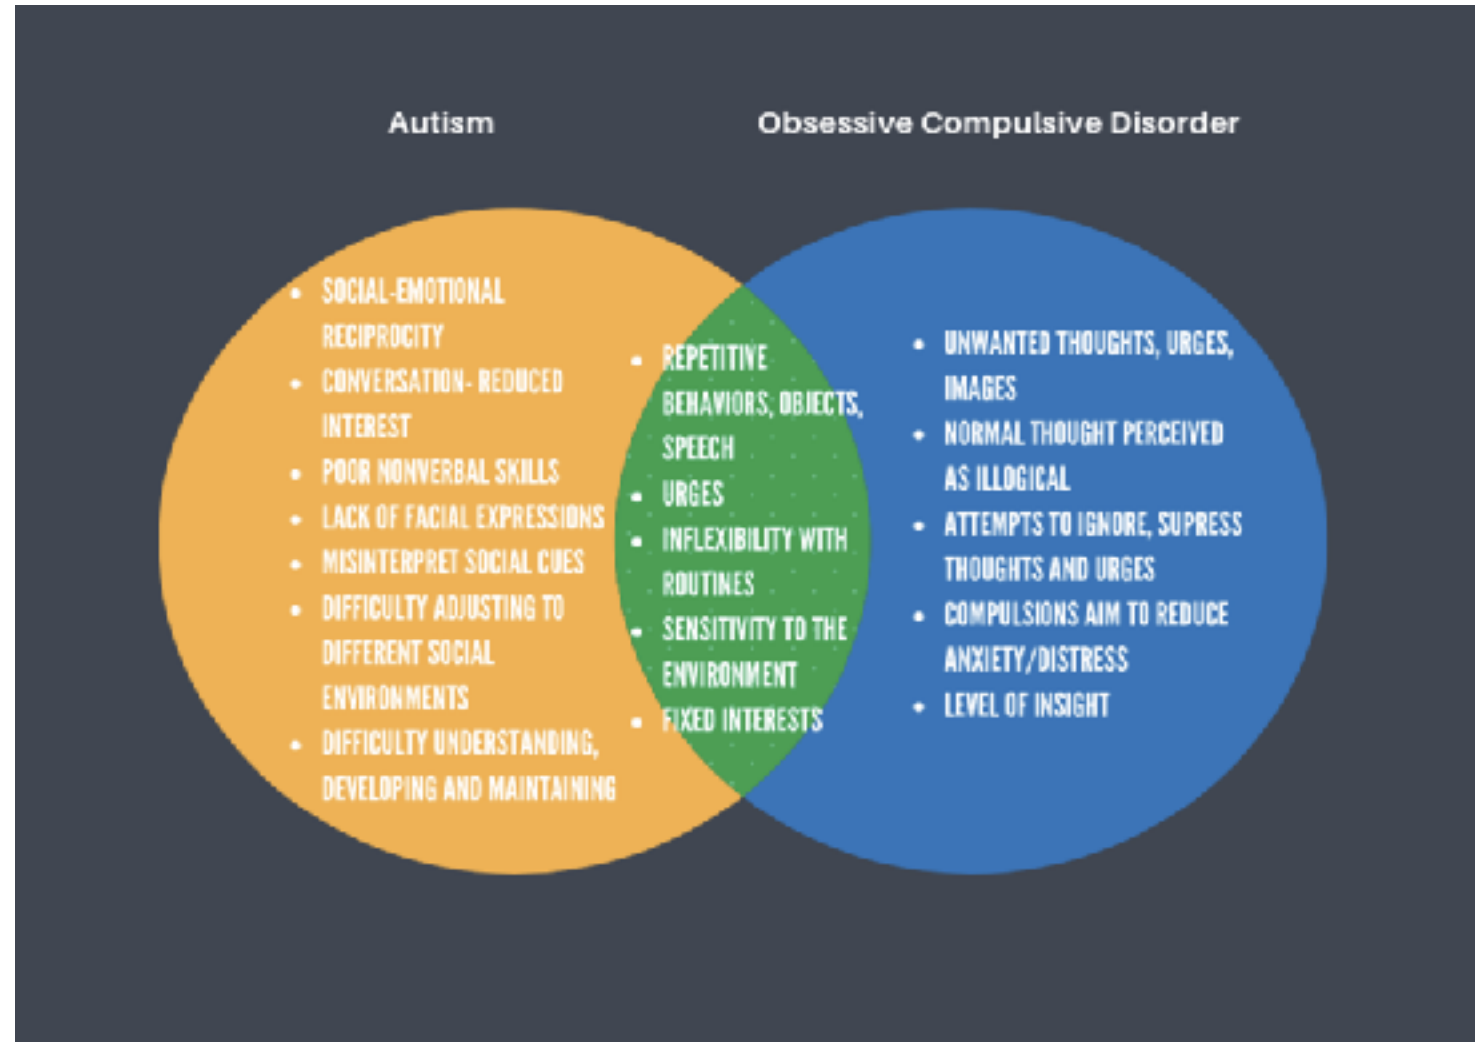 Autism
Obsessive Compulsive Disorder
• SOCIAL-EMOTIONAL
RECIPROCITY
• CONVERSATION- REDUCED
INTEREST
• POOR NONVERBAL SKILLS
• LACK OF FACIAL EXPRESSIONS
• MISINTERPRET SOCIAL CUES
• DIFFICULTY ADJUSTING TO
DIFFERENT SOCIAL
ENVIRONMENTS
• DIFFICULTY UNDERSTANDING,
DEVELOPING AND MAINTAINING
• REPETITIVE
BEHAVIORS; OBJECTS,
SPEECH
• URGES
• INFLEXIBILITY WITH
ROUTINES
• SENSITIVITY TO THE
ENVIRONMENT
• FIXED INTERESTS
• UNWANTED THOUGHTS, URGES,
IMAGES
• NORMAL THOUGHT PERCEIVED
AS ILLOGICAL
• ATTEMPTS TO IGNORE, SUPRESS
THOUGHTS AND URGES
• COMPULSIONS AIM TO REDUCE
ANXIETY/DISTRESS
• LEVEL OF INSIGHT